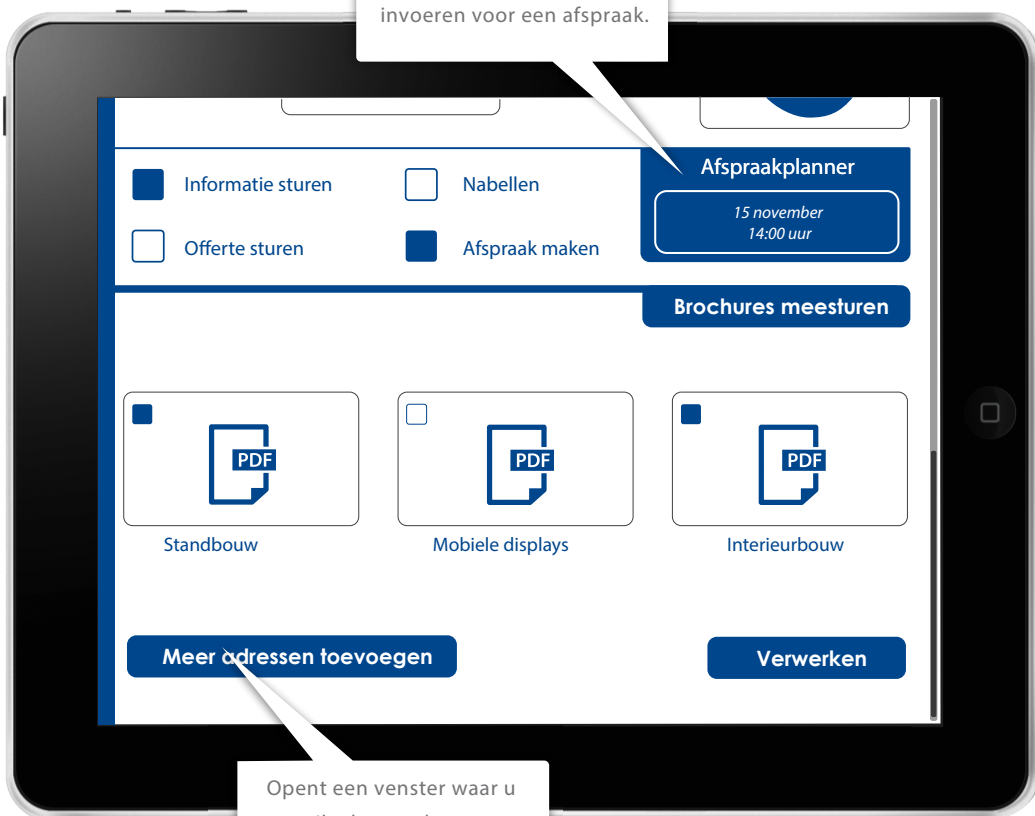 invoeren voor een afspraak.
Informatie sturen
Nabellen
Offerte sturen
Afspraak maken
Afspraakplanner
15 november
14:00 uur
Brochures meesturen
PDF
PDF
PDF
Standbouw
Mobiele displays
Interieurbouw
Meer adressen toevoegen
Verwerken
Opent een venster waar u